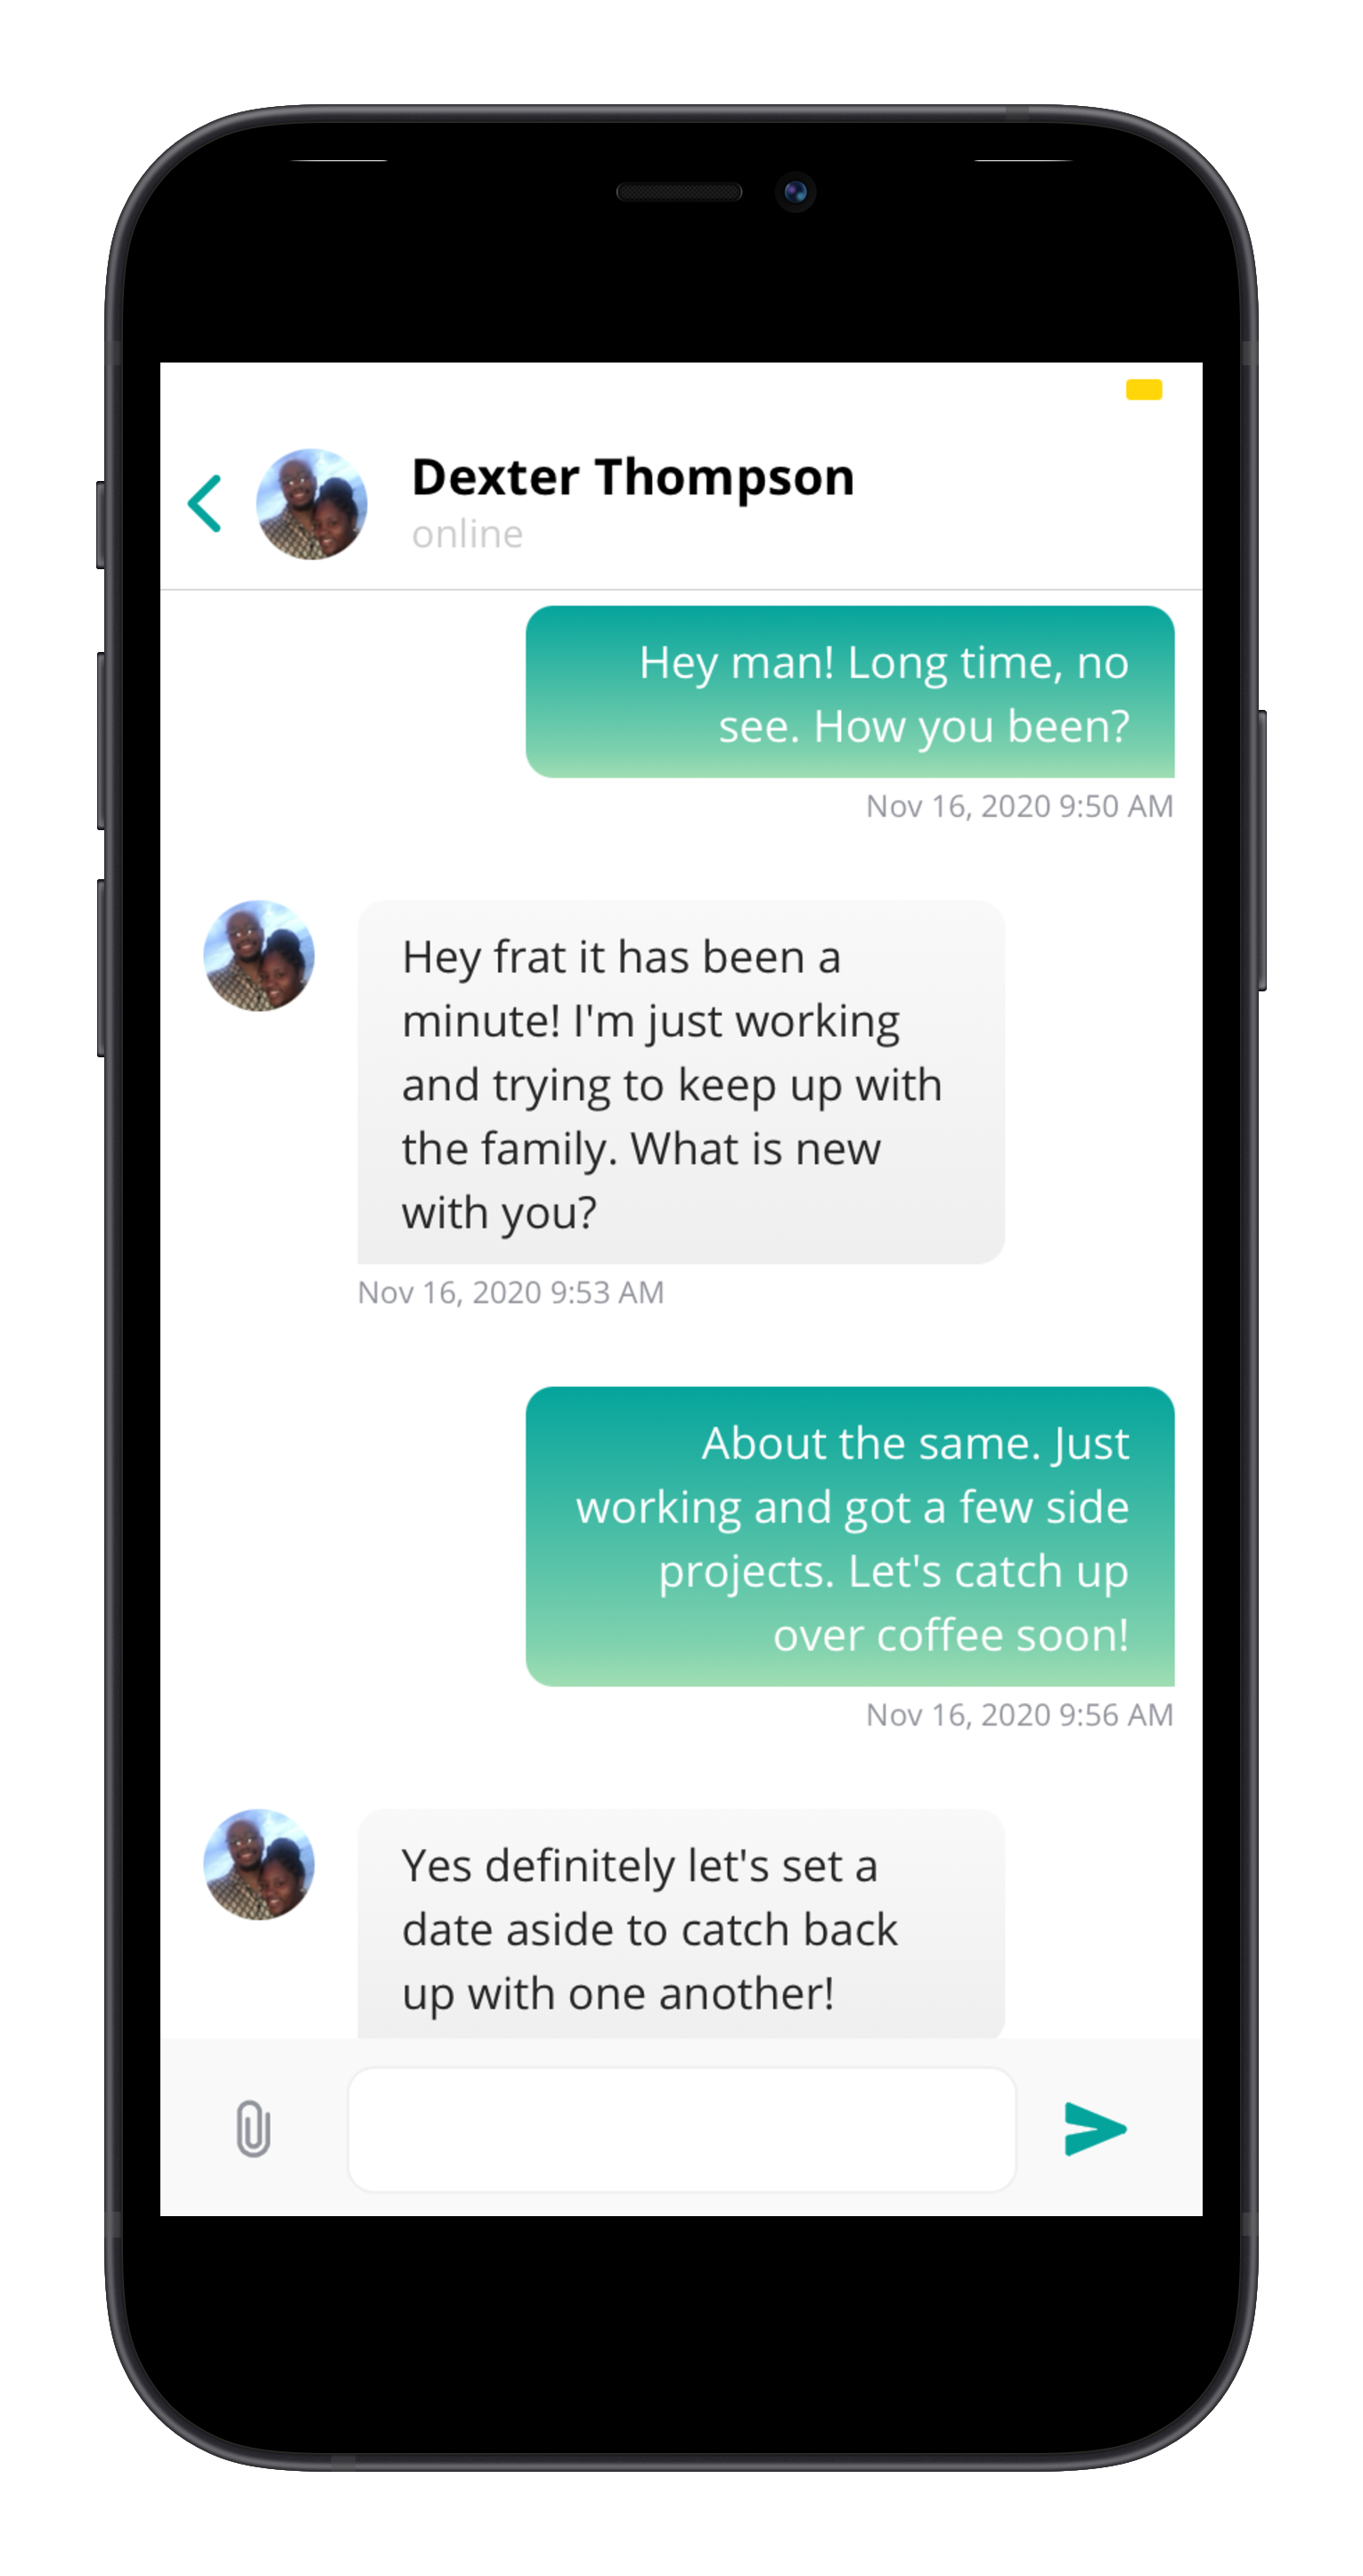 Dexter Thompson
online
Hey man! Long time, no
see. How you been?
Nov 16, 2020 9:50 AM
Hey frat it has been a
minute! I'm just working
and trying to keep up with
the family. What is new
with you?
Nov 16, 2020 9:53 AM
About the same. Just
working and got a few side
projects. Let's catch up
over coffee soon!
Nov 16, 2020 9:56 AM
Yes definitely let's set a
date aside to catch back
up with one another!